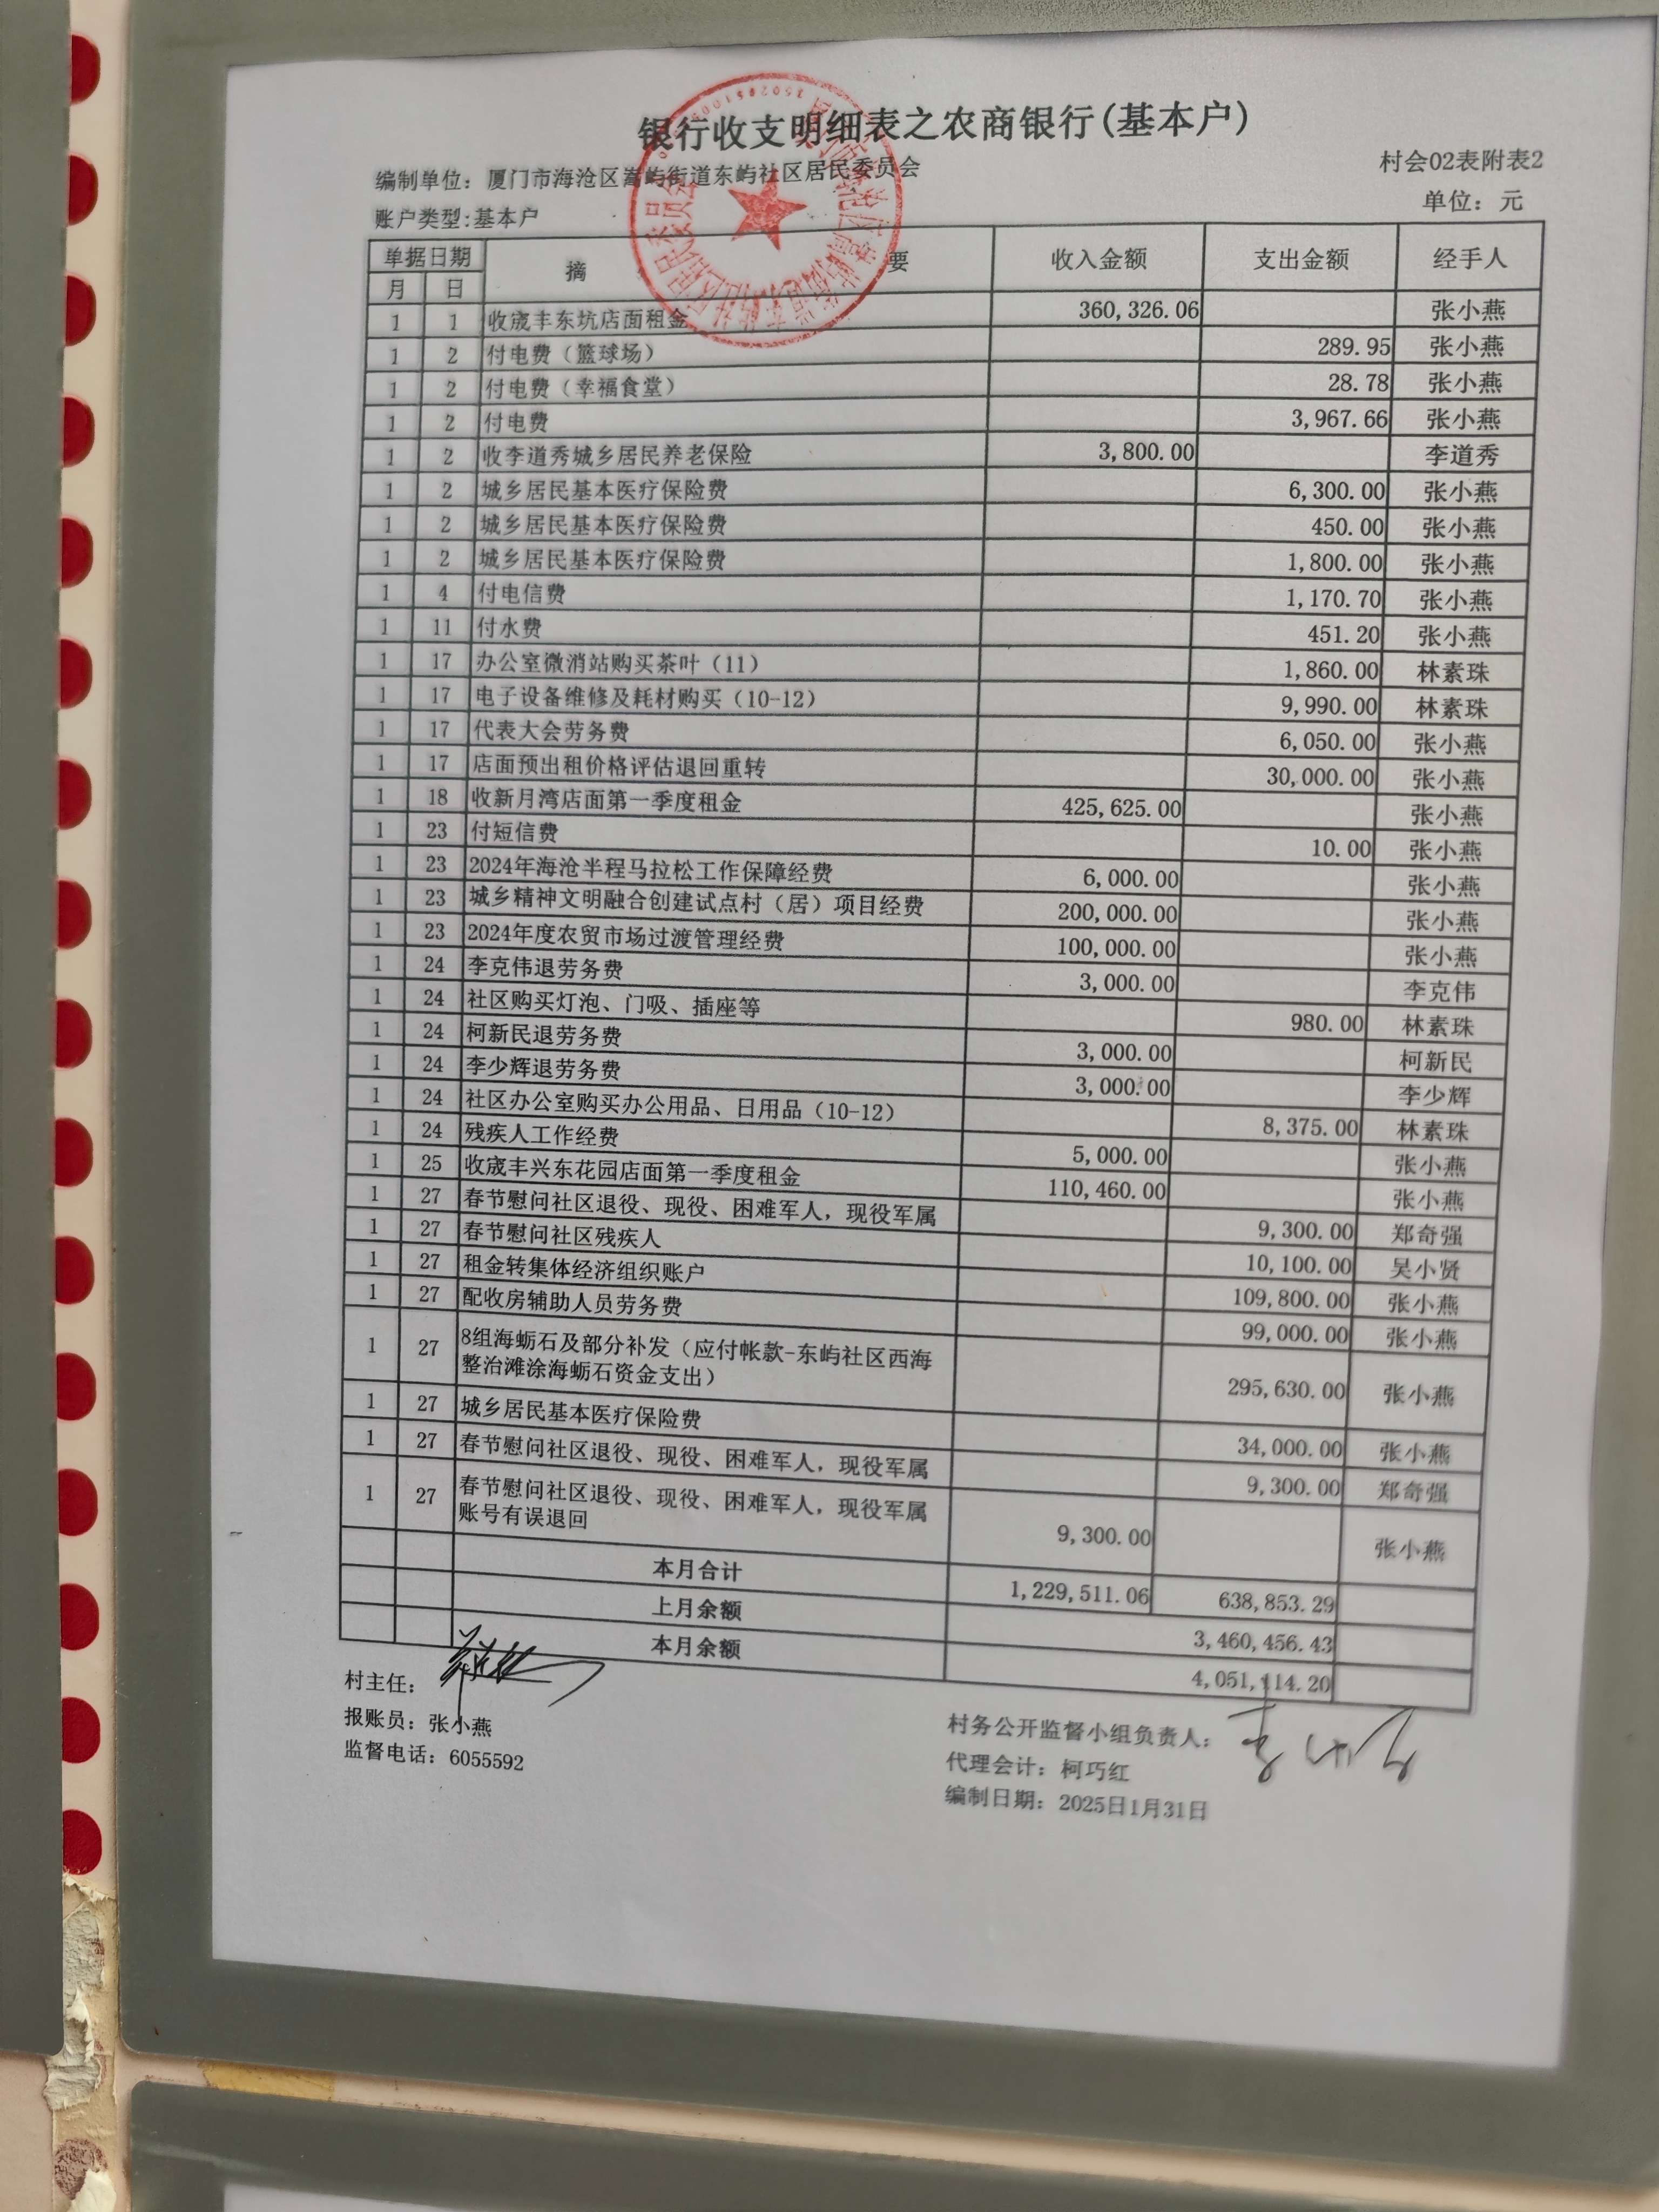 银行收支明细表之农商银行(基本户)
村会02表附表2
编制单位：厦门市海沧区嵩屿街道东屿社区居民委员会
账户类型:基本户 单位：元
单据日期 摘 要 收入金额 支出金额 经手人
月 日
1 1 收宬丰东坑店面租金 360,326.06 张小燕
1 2 付电费（篮球场） 289.95 张小燕
1 2 付电费（幸福食堂） 28.78 张小燕
1 2 付电费 3,967.66 张小燕
1 2 收李道秀城乡居民养老保险 3,800.00 李道秀
1 2 城乡居民基本医疗保险费 6,300.00 张小燕
1 2 城乡居民基本医疗保险费 450.00 张小燕
1 2 城乡居民基本医疗保险费 1,800.00 张小燕
1 4 付电信费 1,170.70 张小燕
1 11 付水费 451.20 张小燕
1 17 办公室微消站购买茶叶（11） 1,860.00 林素珠
1 17 电子设备维修及耗材购买（10-12） 9,990.00 林素珠
1 17 代表大会劳务费 6,050.00 张小燕
1 17 店面预出租价格评估退回重转 30,000.00 张小燕
1 18 收新月湾店面第一季度租金 425,625.00 张小燕
1 23 付短信费 10.00 张小燕
1 23 2024年海沧半程马拉松工作保障经费 6,000.00 张小燕
1 23 城乡精神文明融合创建试点村（居）项目经费 200,000.00 张小燕
1 23 2024年度农贸市场过渡管理经费 100,000.00 张小燕
1 24 李克伟退劳务费 3,000.00 李克伟
1 24 社区购买灯泡、门吸、插座等 980.00 林素珠
1 24 柯新民退劳务费 3,000.00 柯新民
1 24 李少辉退劳务费 3,000.00 李少辉
1 24 社区办公室购买办公用品、日用品（10-12） 8,375.00 林素珠
1 24 残疾人工作经费 5,000.00 张小燕
1 25 收宬丰兴东花园店面第一季度租金 110,460.00 张小燕
1 27 春节慰问社区退役、现役、困难军人，现役军属 9,300.00 郑奇强
1 27 春节慰问社区残疾人 10,100.00 吴小贤
1 27 租金转集体经济组织账户 109,800.00 张小燕
1 27 配收房辅助人员劳务费 99,000.00 张小燕
1 27 8组海蛎石及部分补发（应付帐款-东屿社区西海
整治滩涂海蛎石资金支出） 295,630.00 张小燕
1 27 城乡居民基本医疗保险费 34,000.00 张小燕
1 27 春节慰问社区退役、现役、困难军人，现役军属 9,300.00 郑奇强
1 27 春节慰问社区退役、现役、困难军人，现役军属
账号有误退回 9,300.00 张小燕
本月合计 1,229,511.06 638,853.29
上月余额 3,460,456.43
本月余额 4,051,114.20
村主任：
报账员：张小燕
监督电话：6055592
村务公开监督小组负责人：
代理会计：柯巧红
编制日期：2025日1月31日